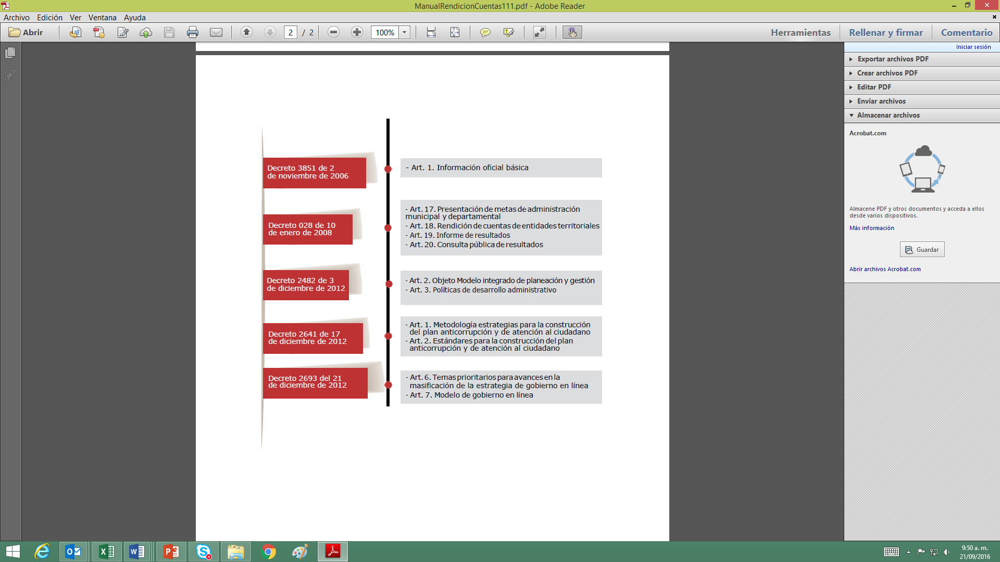 ManualRendicionCuentas111.pdf - Adobe Reader
Archivo Edición Ver Ventana Ayuda
Abrir
2 / 2
100%
Herramientas
Rellenar y firmar
Comentario
Iniciar sesión
Exportar archivos PDF
Crear archivos PDF
Editar PDF
Enviar archivos
Almacenar archivos
Acrobat.com
Almacene PDF y otros documentos y acceda a ellos
desde varios dispositivos.
Más información
Guardar
Abrir archivos Acrobat.com
Decreto 3851 de 2
de noviembre de 2006
- Art. 1. Información oficial básica
Decreto 028 de 10
de enero de 2008
- Art. 17. Presentación de metas de administración
municipal y departamental
- Art. 18. Rendición de cuentas de entidades territoriales
- Art. 19. Informe de resultados
- Art. 20. Consulta pública de resultados
Decreto 2482 de 3
de diciembre de 2012
- Art. 2. Objeto Modelo integrado de planeación y gestión
- Art. 3. Políticas de desarrollo administrativo
Decreto 2641 de 17
de diciembre de 2012
- Art. 1. Metodología estrategias para la construcción
del plan anticorrupción y de atención al ciudadano
- Art. 2. Estándares para la construcción del plan
anticorrupción y de atención al ciudadano
Decreto 2693 del 21
de diciembre de 2012
- Art. 6. Temas prioritarios para avances en la
masificación de la estrategia de gobierno en línea
- Art. 7. Modelo de gobierno en línea
9:50 a. m.
21/09/2016